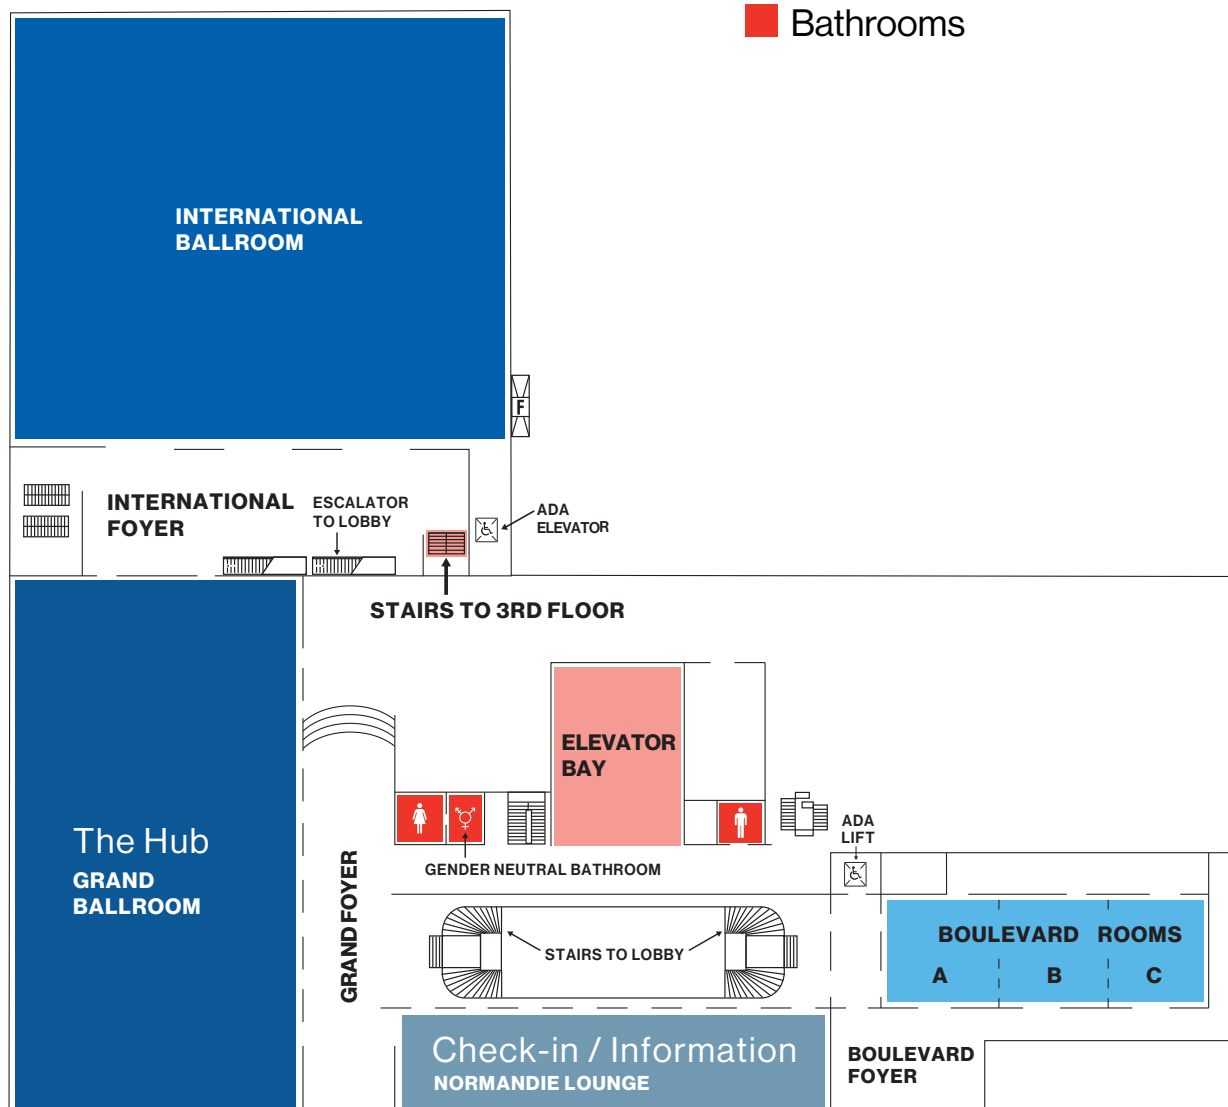 Bathrooms
INTERNATIONAL
BALLROOM
F
INTERNATIONAL
FOYER
ESCALATOR
TO LOBBY
ADA
ELEVATOR
STAIRS TO 3RD FLOOR
ELEVATOR
BAY
The Hub
GRAND
BALLROOM
GRAND FOYER
GENDER NEUTRAL BATHROOM
ADA
LIFT
STAIRS TO LOBBY
BOULEVARD ROOMS
A B C
Check-in / Information
NORMANDIE LOUNGE
BOULEVARD
FOYER